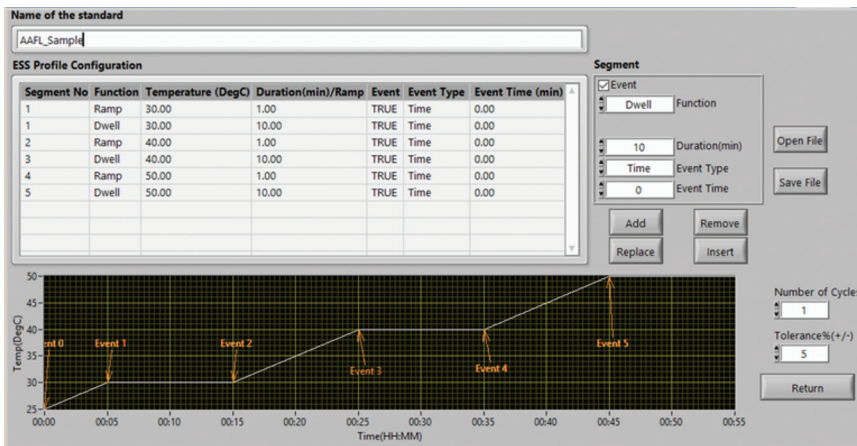 Name of the standard
AAFL_Sample
ESS Profile Configuration
Segment No Function Temperature (DegC) Duration(min)/Ramp Event Event Type Event Time (min)
1 Ramp 30.00 1.00 TRUE Time 0.00
1 Dwell 30.00 10.00 TRUE Time 0.00
2 Ramp 40.00 1.00 TRUE Time 0.00
3 Dwell 40.00 10.00 TRUE Time 0.00
4 Ramp 50.00 1.00 TRUE Time 0.00
5 Dwell 50.00 10.00 TRUE Time 0.00
Segment
Event
Dwell Function
10 Duration(min)
Time Event Type
0 Event Time
Open File
Save File
Add Remove
Replace Insert
Temp(DegC)
50
45
40
35
30
25
ent 0 Event 1 Event 2 Event 3 Event 4 Event 5
00:00 00:05 00:10 00:15 00:20 00:25 00:30 00:35 00:40 00:45 00:50 00:55
Time(HH:MM)
Number of Cycle
1
Tolerance%(+/-)
5
Return